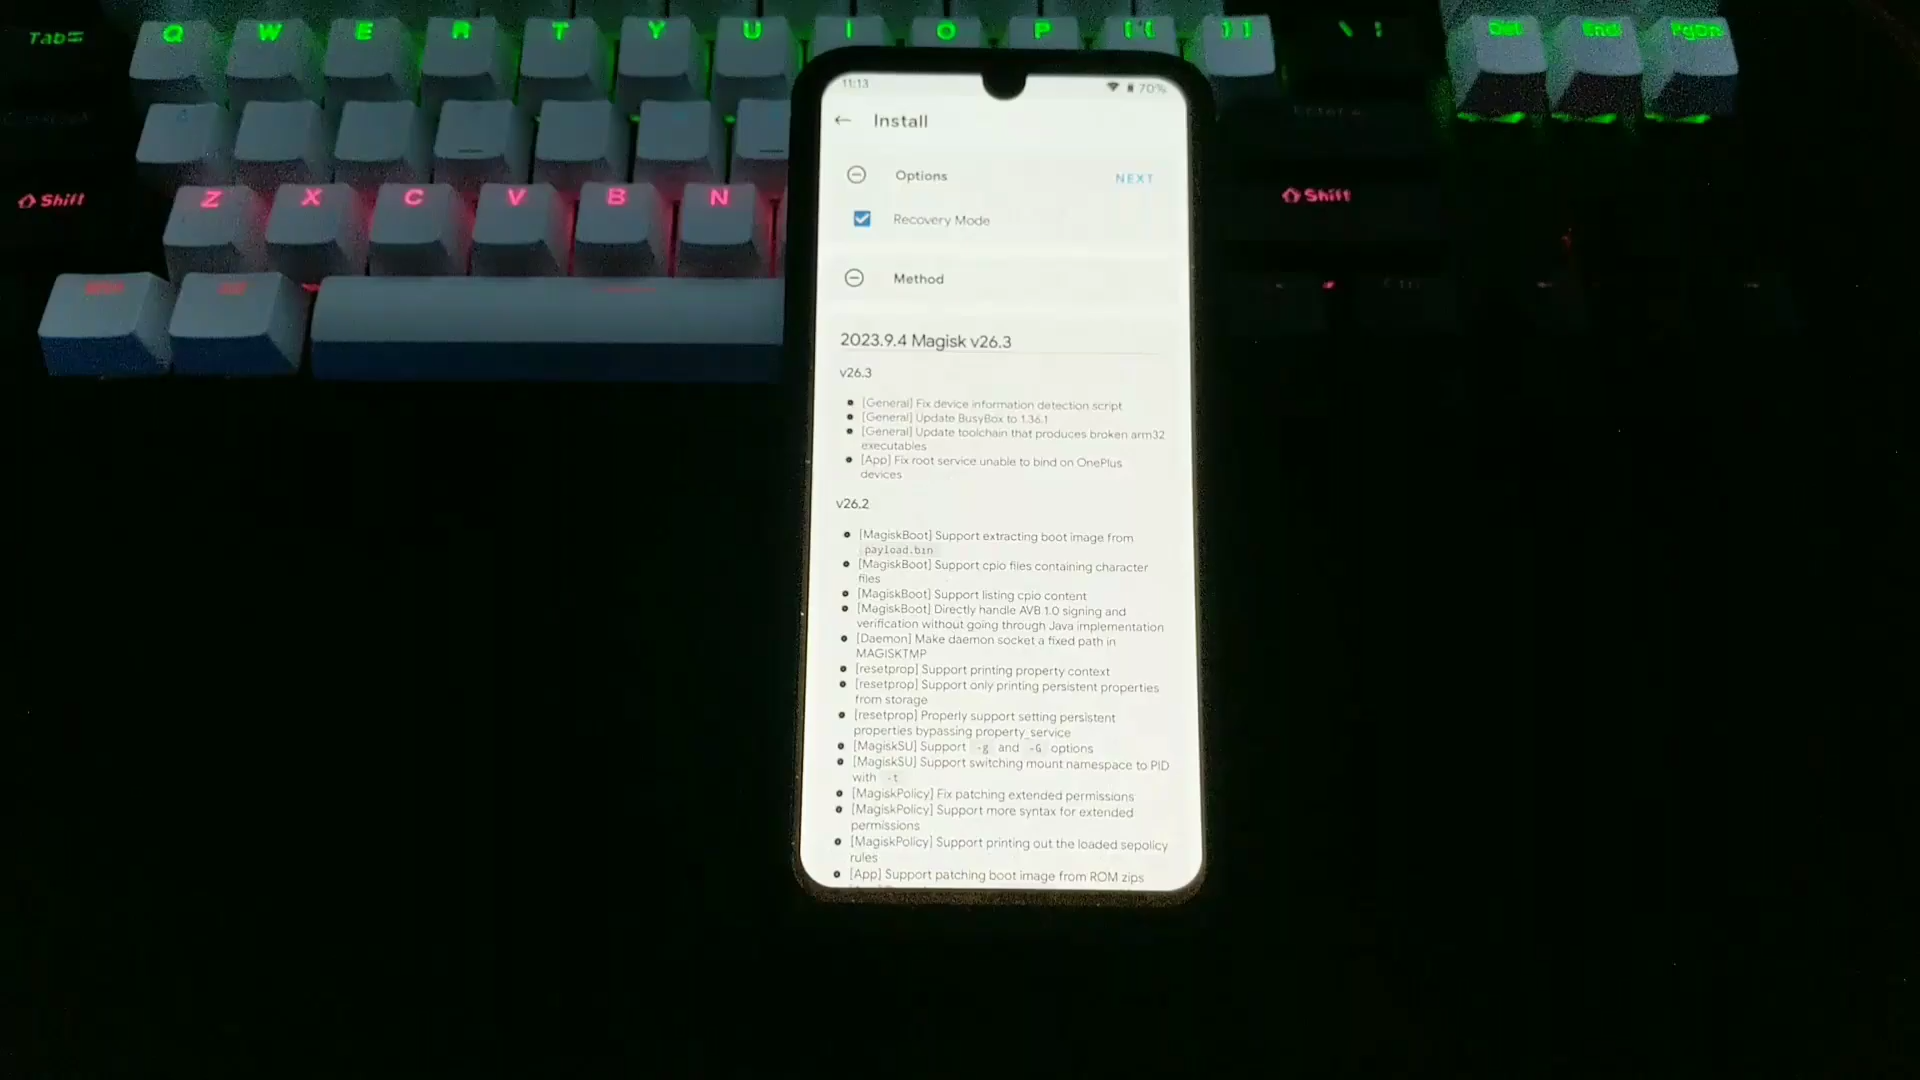 Tab
Q W E R T Y U I O P [{ ]} \ |
Del End PgDn
Shift
Z X C V B N
Shift
11:13
70%
Install
Options
NEXT
Recovery Mode
Method
2023.9.4 Magisk v26.3
v26.3
[General] Fix device information detection script
[General] Update BusyBox to 1.36.1
[General] Update toolchain that produces broken arm32
executables
[App] Fix root service unable to bind on OnePlus
devices
v26.2
[MagiskBoot] Support extracting boot image from
payload.bin
[MagiskBoot] Support cpio files containing character
files
[MagiskBoot] Support listing cpio content
[MagiskBoot] Directly handle AVB 1.0 signing and
verification without going through Java implementation
[Daemon] Make daemon socket a fixed path in
MAGISKTMP
[resetprop] Support printing property context
[resetprop] Support only printing persistent properties
from storage
[resetprop] Properly support setting persistent
properties bypassing property_service
[MagiskSU] Support -g and -G options
[MagiskSU] Support switching mount namespace to PID
with -t
[MagiskPolicy] Fix patching extended permissions
[MagiskPolicy] Support more syntax for extended
permissions
[MagiskPolicy] Support printing out the loaded sepolicy
rules
[App] Support patching boot image from ROM zips